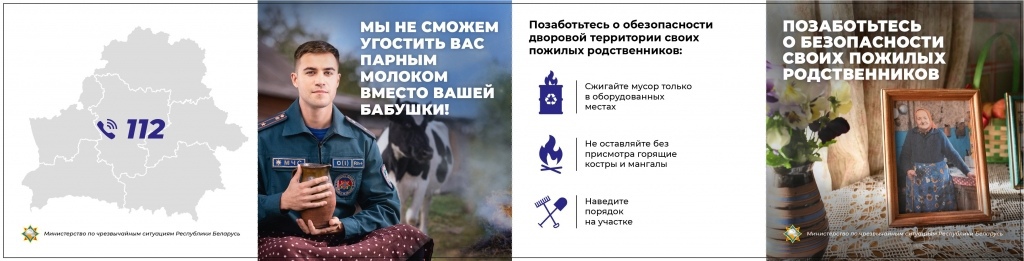 112
Министерство по чрезвычайным ситуациям Республики Беларусь
МЫ НЕ СМОЖЕМ
УГОСТИТЬ ВАС
ПАРНЫМ
МОЛОКОМ
ВМЕСТО ВАШЕЙ
БАБУШКИ!
МЧС
Позаботьтесь о обезопасности
дворовой территории своих
пожилых родственников:
Сжигайте мусор только
в оборудованных
местах
Не оставляйте без
присмотра горящие
костры и мангалы
Наведите
порядок
на участке
ПОЗАБОТЬТЕСЬ
О БЕЗОПАСНОСТИ
СВОИХ ПОЖИЛЫХ
РОДСТВЕННИКОВ
Министерство по чрезвычайным ситуациям Республики Беларусь